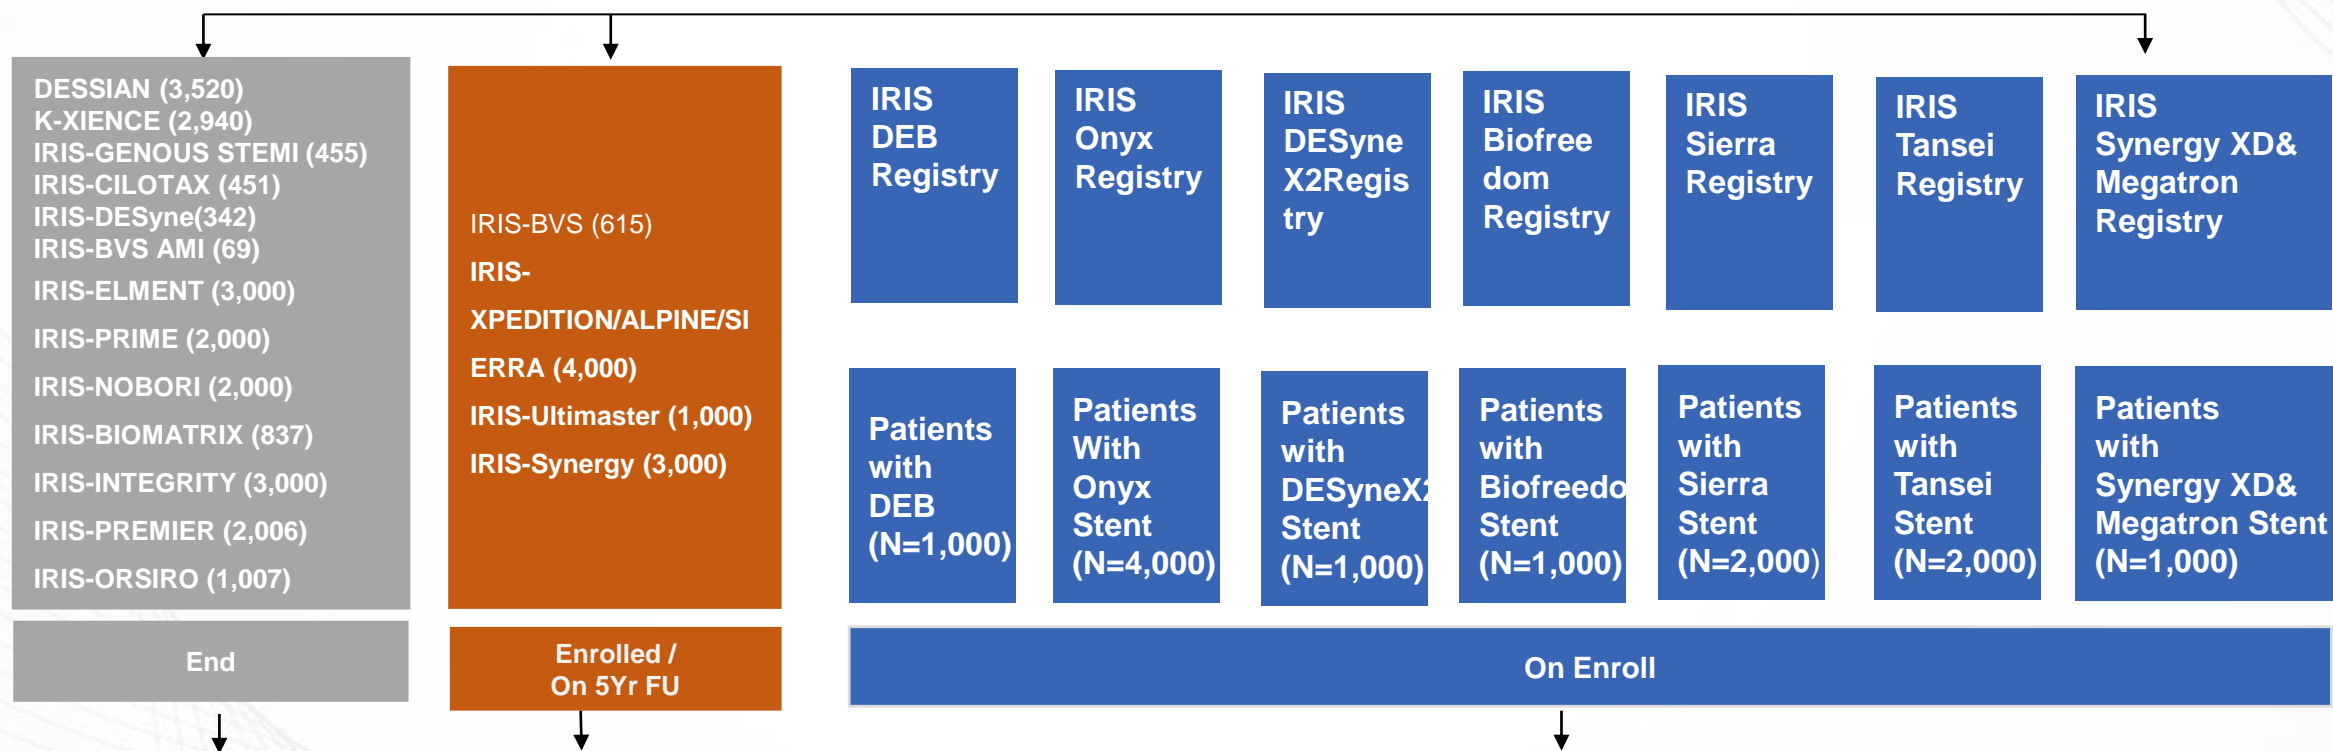 DESSIAN (3,520)
K-XIENCE (2,940)
IRIS-GENOUS STEMI (455)
IRIS-CILOTAX (451)
IRIS-DESyne(342)
IRIS-BVS AMI (69)
IRIS-ELMENT (3,000)
IRIS-PRIME (2,000)
IRIS-NOBORI (2,000)
IRIS-BIOMATRIX (837)
IRIS-INTEGRITY (3,000)
IRIS-PREMIER (2,006)
IRIS-ORSIRO (1,007)
End
IRIS-BVS (615)
IRIS-
XPEDITION/ALPINE/SI
ERRA (4,000)
IRIS-Ultimaster (1,000)
IRIS-Synergy (3,000)
Enrolled /
On 5Yr FU
IRIS
DEB
Registry
IRIS
Onyx
Registry
IRIS
DESyne
X2Regis
try
IRIS
Biofree
dom
Registry
IRIS
Sierra
Registry
IRIS
Tansei
Registry
IRIS
Synergy XD&
Megatron
Registry
Patients
with
DEB
(N=1,000)
Patients
With
Onyx
Stent
(N=4,000)
Patients
with
DESyneX2
Stent
(N=1,000)
Patients
with
Biofreedo
Stent
(N=1,000)
Patients
with
Sierra
Stent
(N=2,000)
Patients
with
Tansei
Stent
(N=2,000)
Patients
with
Synergy XD&
Megatron Stent
(N=1,000)
On Enroll